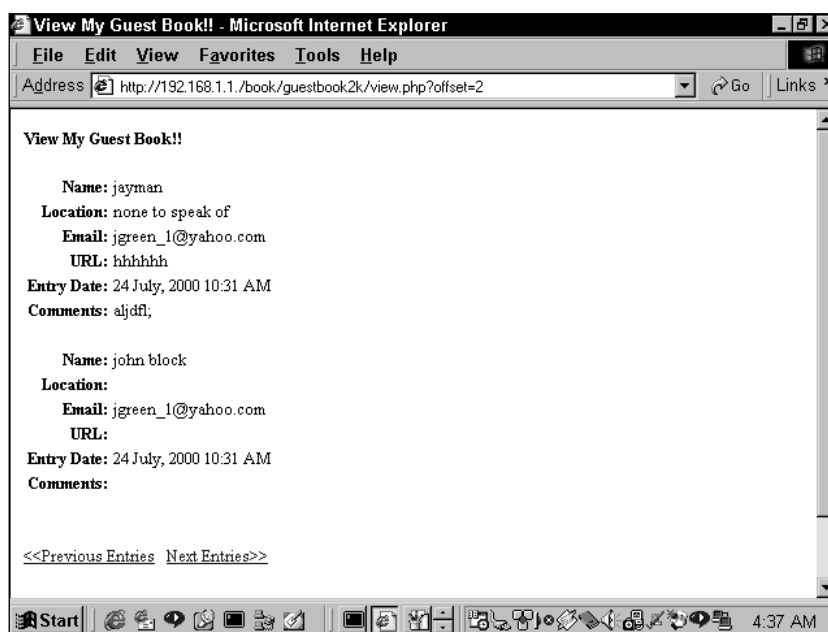 View My Guest Book!! - Microsoft Internet Explorer
File Edit View Favorites Tools Help
Address http://192.168.1.1./book/guestbook2k/view.php?offset=2 Go Links
View My Guest Book!!
Name: jayman
Location: none to speak of
Email: jgreen_1@yahoo.com
URL: hhhhhh
Entry Date: 24 July, 2000 10:31 AM
Comments: aljdfl;
Name: john block
Location:
Email: jgreen_1@yahoo.com
URL:
Entry Date: 24 July, 2000 10:31 AM
Comments:
<<Previous Entries Next Entries>>
Start 4:37 AM